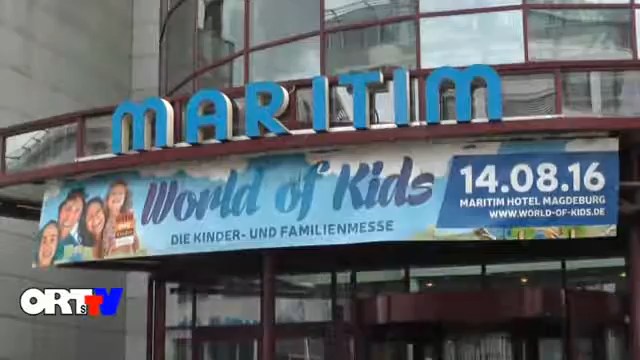 MARITIM
World of Kids
DIE KINDER- UND FAMILIENMESSE
14.08.16
MARITIM HOTEL MAGDEBURG
WWW.WORLD-OF-KIDS.DE